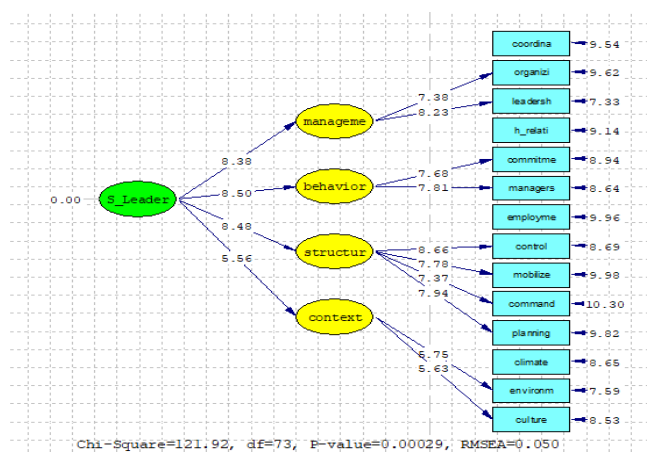 coordina 9.54
organizi 9.62
7.38
leadersh 7.33
8.23
manageme
h_relati 9.14
8.38
commitme 8.94
7.68
behavior
managers 8.64
7.81
8.50
0.00 S_Leader
employme 9.96
8.48
control 8.69
8.66
structur
7.78
mobilize 9.98
5.56
7.37
7.94
command 10.30
context
planning 9.82
5.75
climate 8.65
5.63
environm 7.59
culture 8.53
Chi-Square=121.92, df=73, P-value=0.00029, RMSEA=0.050